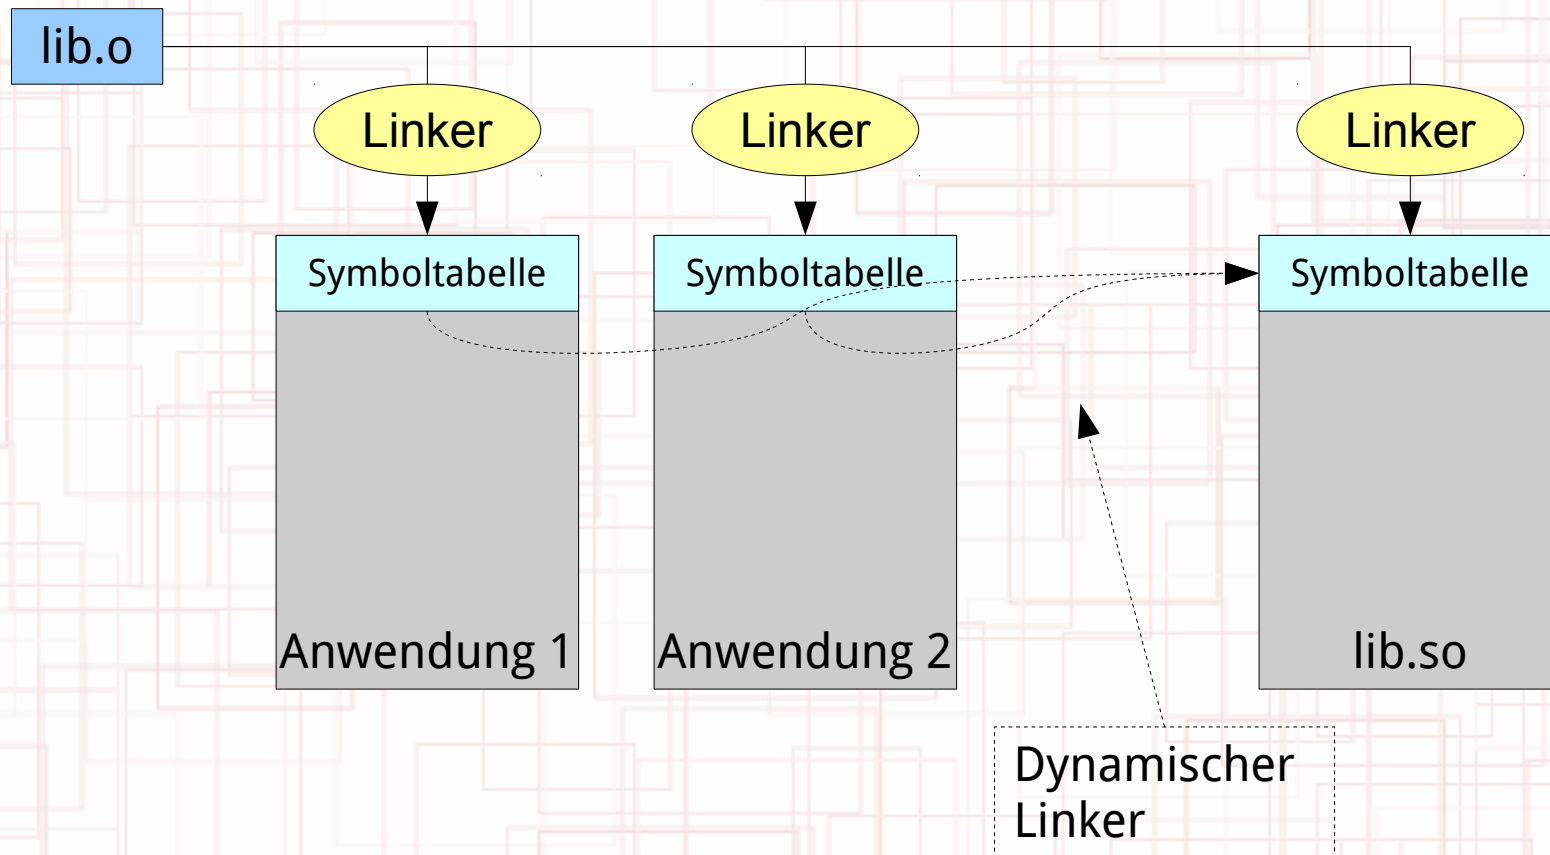 lib.o
Linker
Linker
Linker
Symboltabelle
Symboltabelle
Symboltabelle
Anwendung 1
Anwendung 2
lib.so
Dynamischer
Linker